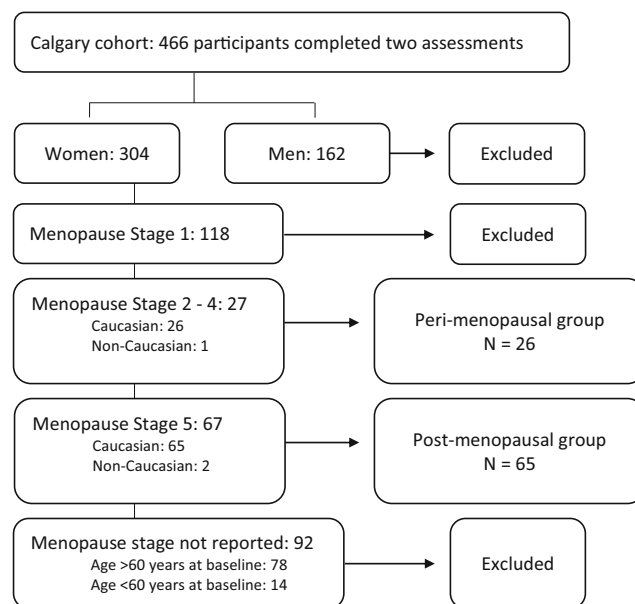 Calgary cohort: 466 participants completed two assessments
Women: 304
Men: 162
Excluded
Menopause Stage 1: 118
Excluded
Menopause Stage 2 - 4: 27
Caucasian: 26
Non-Caucasian: 1
Peri-menopausal group
N = 26
Menopause Stage 5: 67
Caucasian: 65
Non-Caucasian: 2
Post-menopausal group
N = 65
Menopause stage not reported: 92
Age >60 years at baseline: 78
Age <60 years at baseline: 14
Excluded